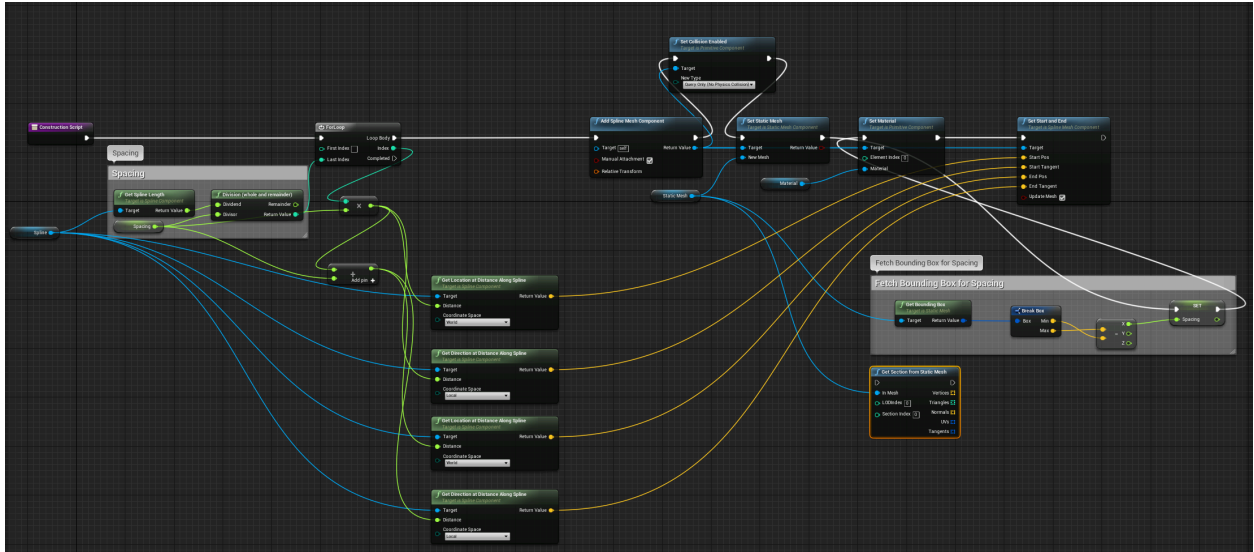 Construction Script
Spacing
Spacing
Get Spline Length
Target is Spline Component
Target
Return Value
Spacing
Division (whole and remainder)
Dividend
Remainder
Divisor
Return Value
Spline
ForLoop
Loop Body
First Index
Index
Last Index
Completed
×
+
Add pin +
Get Location at Distance Along Spline
Target is Spline Component
Target
Return Value
Distance
Coordinate Space
World
Get Direction at Distance Along Spline
Target is Spline Component
Target
Return Value
Distance
Coordinate Space
Local
Get Location at Distance Along Spline
Target is Spline Component
Target
Return Value
Distance
Coordinate Space
World
Get Direction at Distance Along Spline
Target is Spline Component
Target
Return Value
Distance
Coordinate Space
Local
Add Spline Mesh Component
Target self
Return Value
Manual Attachment
Relative Transform
Set Collision Enabled
Target is Primitive Component
Target
New Type
Query Only (No Physics Collision)
Static Mesh
Set Static Mesh
Target is Static Mesh Component
Target
Return Value
New Mesh
Material
Set Material
Target is Primitive Component
Target
Element Index 0
Material
Set Start and End
Target is Spline Mesh Component
Target
Start Pos
Start Tangent
End Pos
End Tangent
Update Mesh
Fetch Bounding Box for Spacing
Fetch Bounding Box for Spacing
Get Bounding Box
Target is Static Mesh
Target
Return Value
Break Box
Box
Min
Max
-
X
Y
Z
SET
Spacing
Get Section from Static Mesh
In Mesh
Vertices
LODIndex 0
Triangles
Section Index 0
Normals
UVs
Tangents